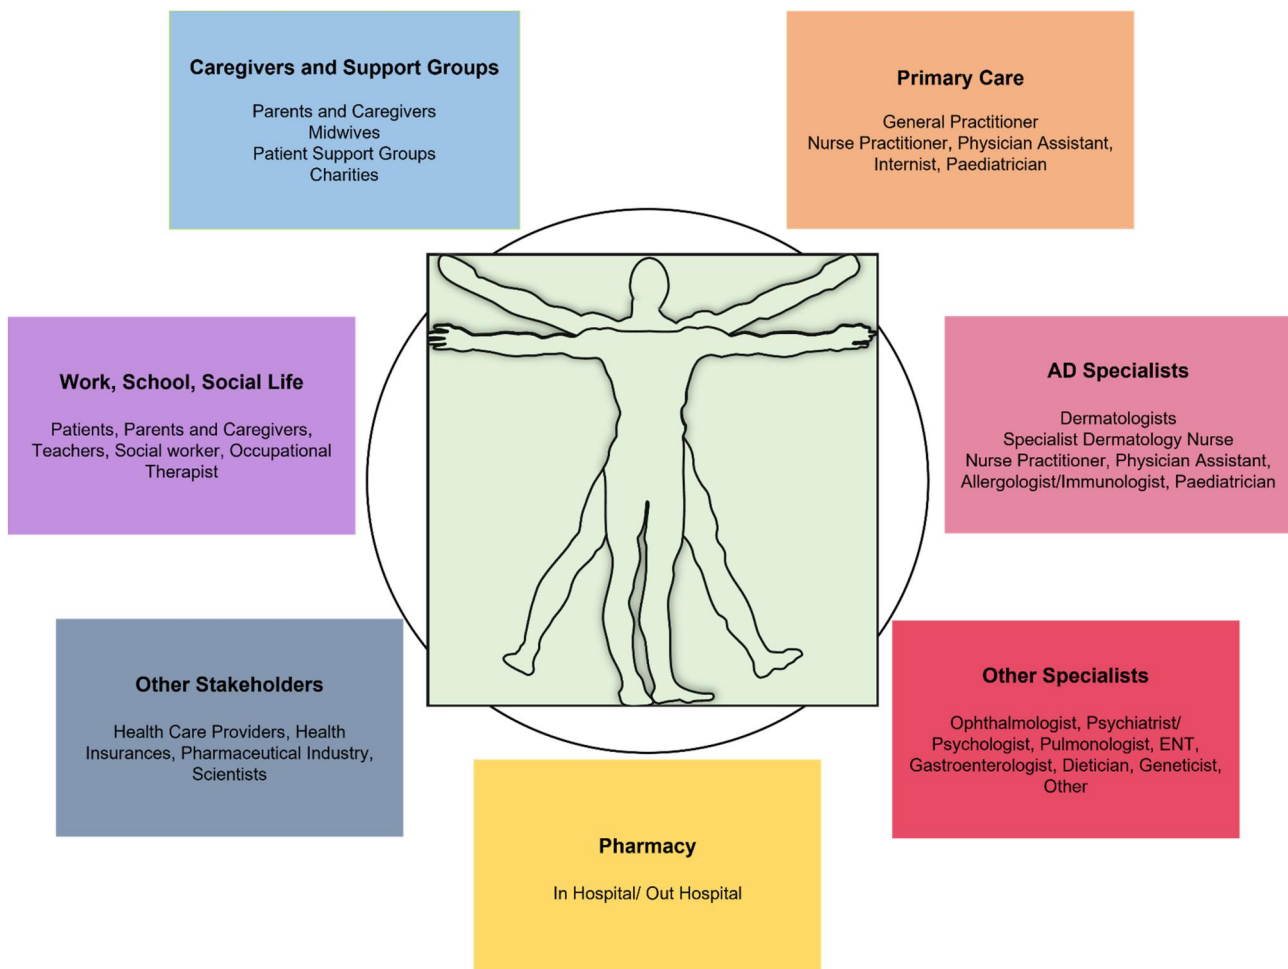 Caregivers and Support Groups
Parents and Caregivers
Midwives
Patient Support Groups
Charities
Primary Care
General Practitioner
Nurse Practitioner, Physician Assistant,
Internist, Paediatrician
Work, School, Social Life
Patients, Parents and Caregivers,
Teachers, Social worker, Occupational
Therapist
AD Specialists
Dermatologists
Specialist Dermatology Nurse
Nurse Practitioner, Physician Assistant,
Allergologist/Immunologist, Paediatrician
Other Stakeholders
Health Care Providers, Health
Insurances, Pharmaceutical Industry,
Scientists
Other Specialists
Ophthalmologist, Psychiatrist/
Psychologist, Pulmonologist, ENT,
Gastroenterologist, Dietician, Geneticist,
Other
Pharmacy
In Hospital/ Out Hospital